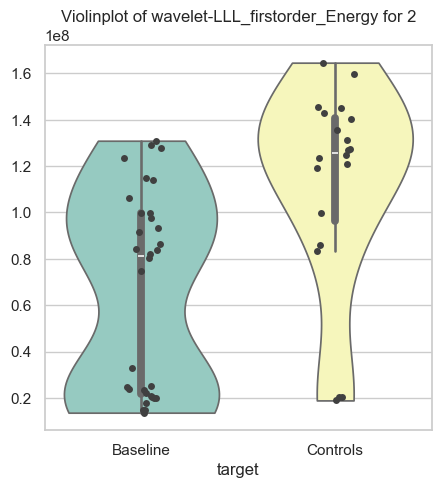 Violinplot of wavelet-LLL_firstorder_Energy for 2
1e8
1.6
1.4
1.2
1.0
0.8
0.6
0.4
0.2
Baseline Controls
target